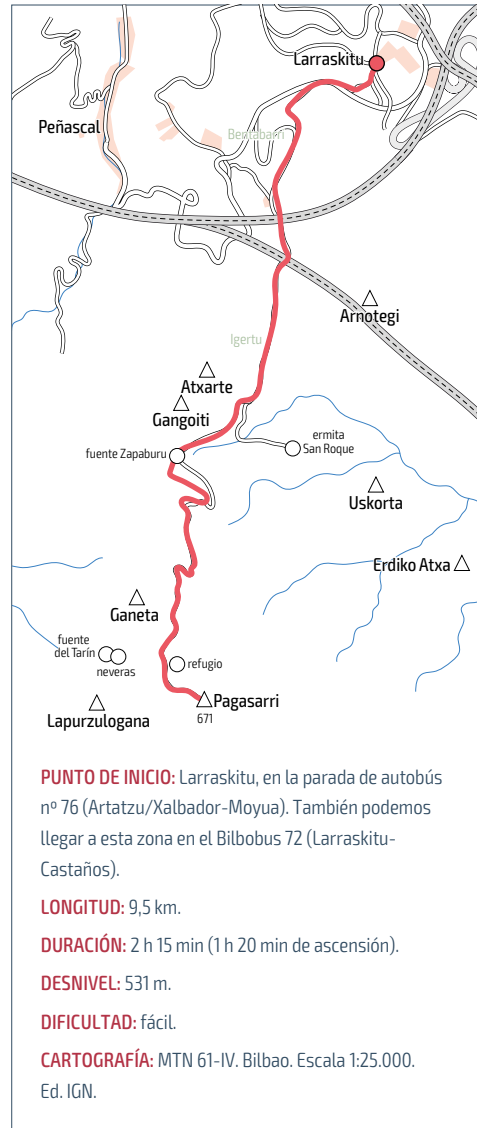 Larraskitu
Peñascal
Bentabarri
Arnotegi
Igertu
Atxarte
Gangoiti
ermita
San Roque
fuente Zapaburu
Uskorta
Erdiko Atxa
Ganeta
fuente
del Tarín
neveras
refugio
Pagasarri
671
Lapurzulogana
PUNTO DE INICIO: Larraskitu, en la parada de autobús
nº 76 (Artatzu/Xalbador-Moyua). También podemos
llegar a esta zona en el Bilbobus 72 (Larraskitu-
Castaños).
LONGITUD: 9,5 km.
DURACIÓN: 2 h 15 min (1 h 20 min de ascensión).
DESNIVEL: 531 m.
DIFICULTAD: fácil.
CARTOGRAFÍA: MTN 61-IV. Bilbao. Escala 1:25.000.
Ed. IGN.